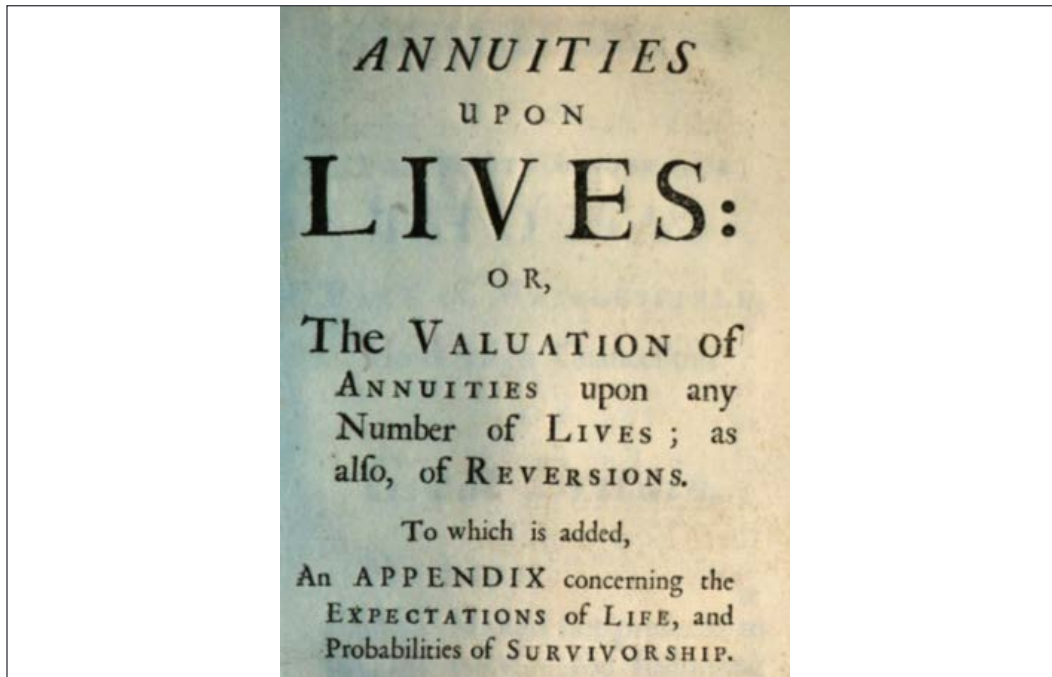 ANNUITIES
UPON
LIVES:
OR,
The VALUATION of
ANNUITIES upon any
Number of LIVES ; as
alſo, of REVERSIONS.
To which is added,
An APPENDIX concerning the
EXPECTATIONS of LIFE, and
Probabilities of SURVIVORSHIP.